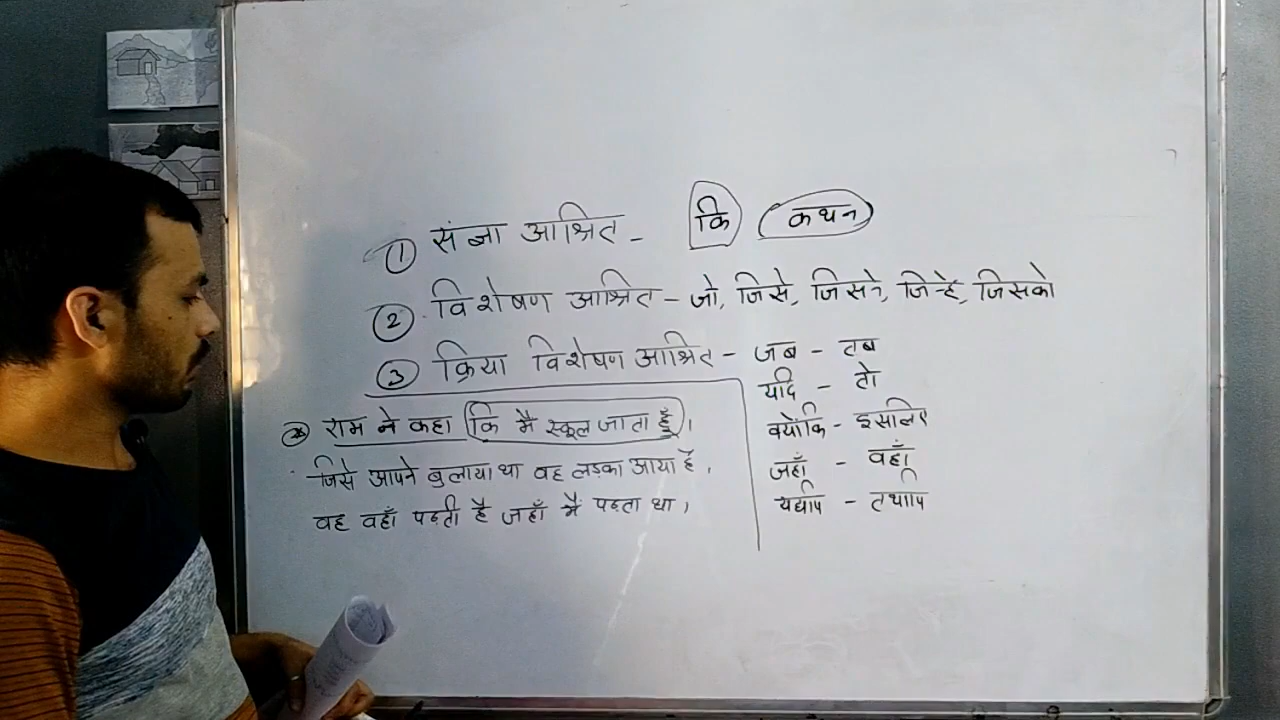 ① संज्ञा आश्रित - कि कथन
② विशेषण आश्रित - जो, जिसे, जिसने, जिन्हें, जिसको
③ क्रिया विशेषण आश्रित - जब - तब
यदि - तो
क्योंकि - इसलिए
जहाँ - वहाँ
यद्यपि - तथापि
राम ने कहा कि मै स्कूल जाता हूँ।
जिसे आपने बुलाया था वह लड़का आया है।
वह वहाँ पढ़ती है जहाँ मैं पढ़ता था।